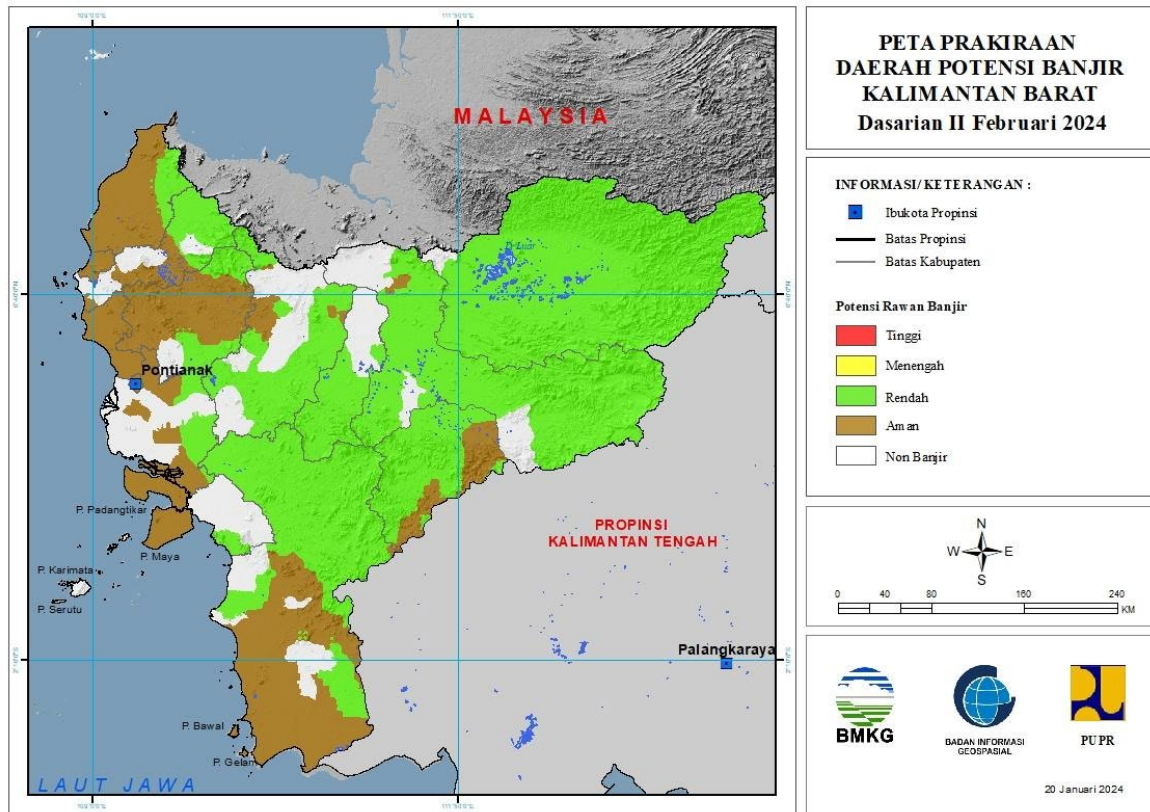 PETA PRAKIRAAN
DAERAH POTENSI BANJIR
KALIMANTAN BARAT
Dasarian II Februari 2024
INFORMASI/ KETERANGAN :
Ibukota Propinsi
Batas Propinsi
Batas Kabupaten
Potensi Rawan Banjir
Tinggi
Menengah
Rendah
Aman
Non Banjir
N
W E
S
0 40 80 160 240
KM
BMKG
BADAN INFORMASI
GEOSPASIAL
PUPR
20 Januari 2024
MALAYSIA
Pontianak
P. Padangtikar
P. Maya
P. Karimata
P. Serutu
PROPINSI
KALIMANTAN TENGAH
Palangkaraya
P. Bawal
P. Gelam
LAUT JAWA